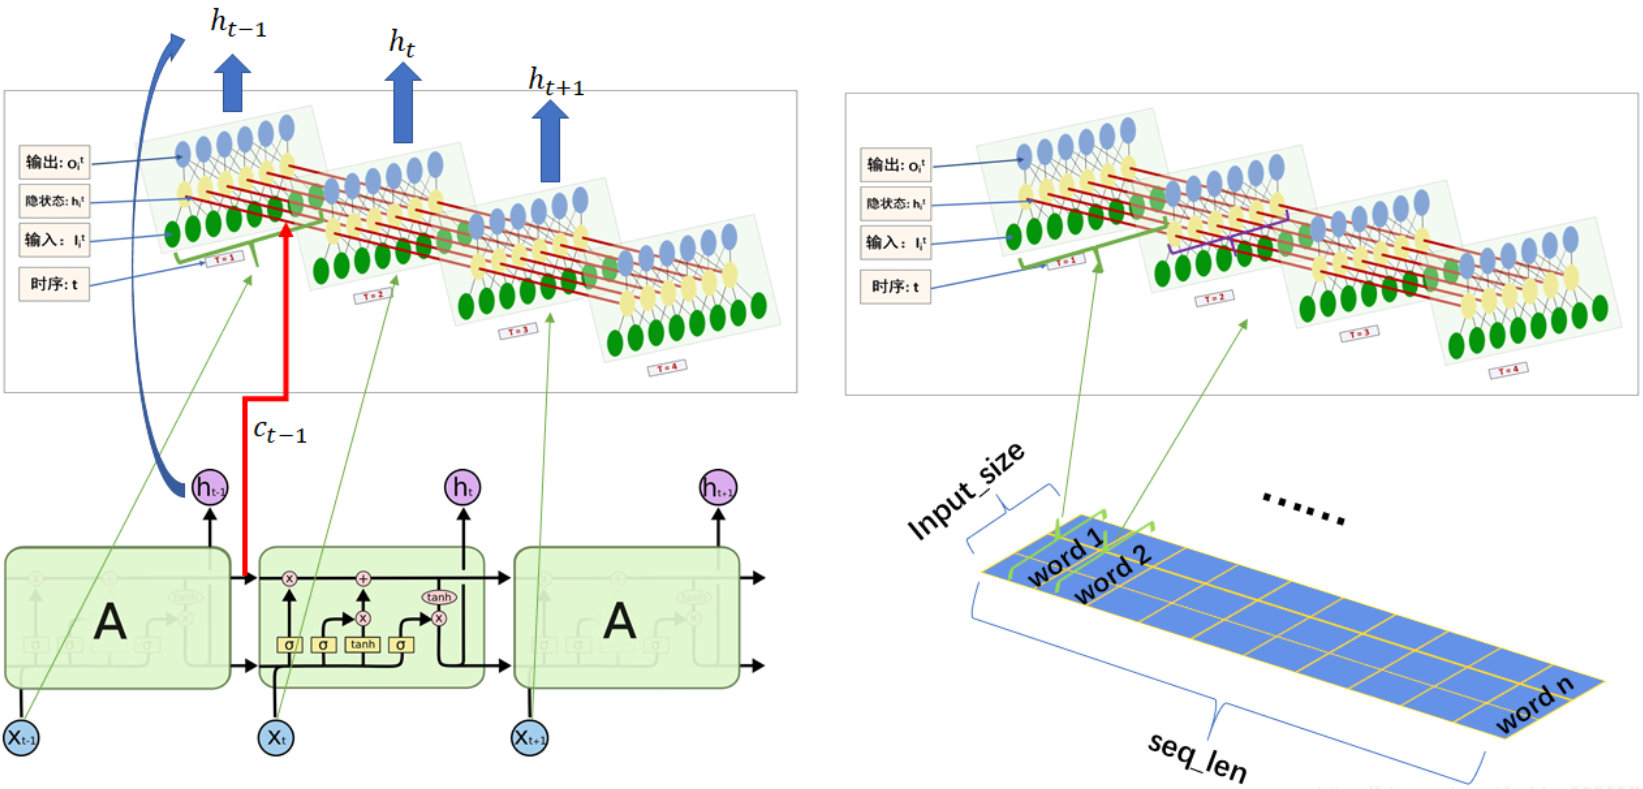 h_{t-1}
h_t
h_{t+1}
输出: o_i^t
隐状态: h_i^t
输入: I_i^t
时序: t
T = 1
T = 2
T = 3
T = 4
c_{t-1}
h_{t-1}
h_t
h_{t+1}
A
x
+
tanh
x
x
σ
σ
tanh
σ
A
X_{t-1}
X_t
X_{t+1}
输出: o_i^t
隐状态: h_i^t
输入: I_i^t
时序: t
T = 1
T = 2
T = 3
T = 4
Input_size
......
word 1
word 2
word n
seq_len